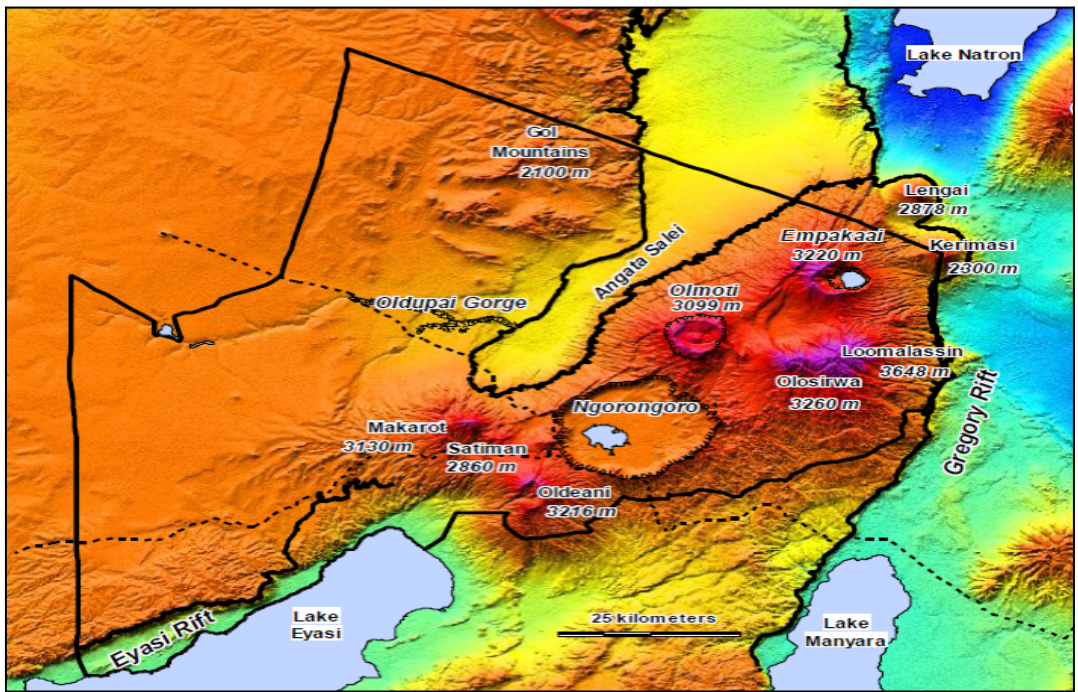 Lake Natron
Gol
Mountains
2100 m
Lengai
2878 m
Empakaai
3220 m
Kerimasi
2300 m
Angata Salei
Olmoti
3099 m
Oldupai Gorge
Loomalassin
3648 m
Olosirwa
3260 m
Ngorongoro
Makarot
3130 m
Satiman
2860 m
Gregory Rift
Oldeani
3216 m
25 kilometers
Lake
Eyasi
Eyasi Rift
Lake
Manyara